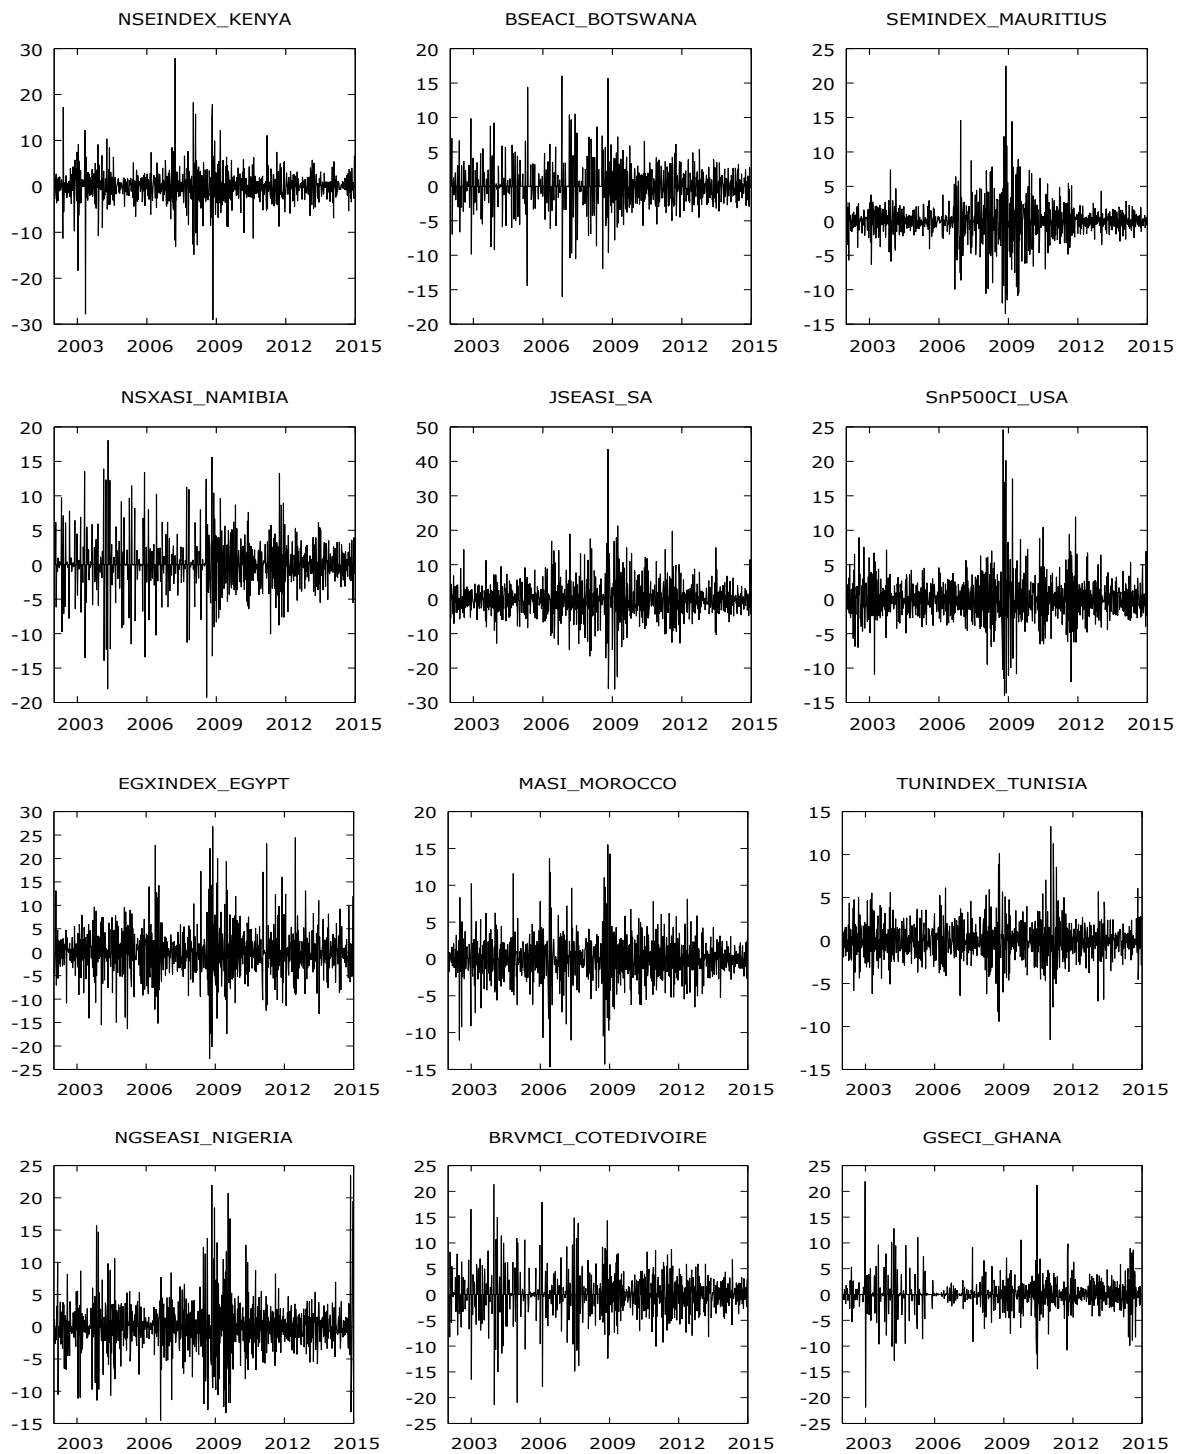 NSEINDEX_KENYA BSEACI_BOTSWANA SEMINDEX_MAURITIUS
30 20 25
20 15 20
10 10 15
0 5 10
-10 0 5
-20 -5 0
-30 -10 -5
-15 -10
-20 -15
2003 2006 2009 2012 2015 2003 2006 2009 2012 2015 2003 2006 2009 2012 2015
NSXASI_NAMIBIA JSEASI_SA SnP500CI_USA
20 50 25
15 40 20
10 30 15
5 20 10
0 10 5
-5 0 0
-10 -10 -5
-15 -20 -10
-20 -30 -15
2003 2006 2009 2012 2015 2003 2006 2009 2012 2015 2003 2006 2009 2012 2015
EGXINDEX_EGYPT MASI_MOROCCO TUNINDEX_TUNISIA
30 20 15
25 15 10
20 10 5
15 5 0
10 0 -5
5 -5 -10
0 -10 -15
-5 -15
-10
-15
-20
-25
2003 2006 2009 2012 2015 2003 2006 2009 2012 2015 2003 2006 2009 2012 2015
NGSEASI_NIGERIA BRVMCI_COTEDIVOIRE GSECI_GHANA
25 25 25
20 20 20
15 15 15
10 10 10
5 5 5
0 0 0
-5 -5 -5
-10 -10 -10
-15 -15 -15
-20 -20
-25 -25
2003 2006 2009 2012 2015 2003 2006 2009 2012 2015 2003 2006 2009 2012 2015